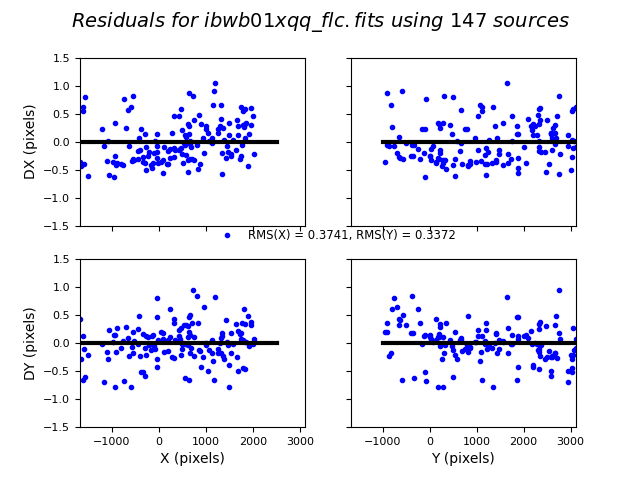 Residuals for ibwb01xqq_flc.fits using 147 sources
1.5
1.0
0.5
0.0
−0.5
−1.0
−1.5
DX (pixels)
RMS(X) = 0.3741, RMS(Y) = 0.3372
1.5
1.0
0.5
0.0
−0.5
−1.0
−1.5
DY (pixels)
−1000 0 1000 2000 3000
X (pixels)
−1000 0 1000 2000 3000
Y (pixels)